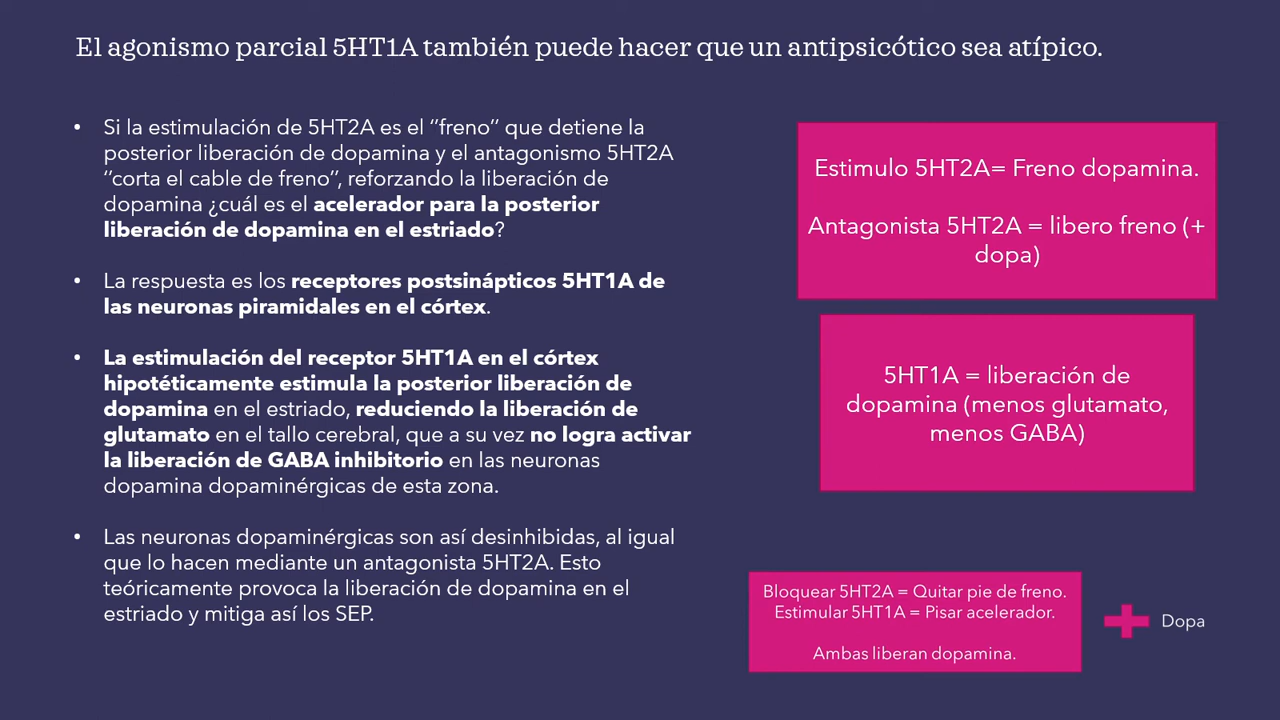 El agonismo parcial 5HT1A también puede hacer que un antipsicótico sea atípico.
• Si la estimulación de 5HT2A es el ‘‘freno’’ que detiene la
posterior liberación de dopamina y el antagonismo 5HT2A
‘‘corta el cable de freno’’, reforzando la liberación de
dopamina ¿cuál es el acelerador para la posterior
liberación de dopamina en el estriado?
• La respuesta es los receptores postsinápticos 5HT1A de
las neuronas piramidales en el córtex.
• La estimulación del receptor 5HT1A en el córtex
hipotéticamente estimula la posterior liberación de
dopamina en el estriado, reduciendo la liberación de
glutamato en el tallo cerebral, que a su vez no logra activar
la liberación de GABA inhibitorio en las neuronas
dopamina dopaminérgicas de esta zona.
• Las neuronas dopaminérgicas son así desinhibidas, al igual
que lo hacen mediante un antagonista 5HT2A. Esto
teóricamente provoca la liberación de dopamina en el
estriado y mitiga así los SEP.
Estimulo 5HT2A= Freno dopamina.
Antagonista 5HT2A = libero freno (+
dopa)
5HT1A = liberación de
dopamina (menos glutamato,
menos GABA)
Bloquear 5HT2A = Quitar pie de freno.
Estimular 5HT1A = Pisar acelerador.
Ambas liberan dopamina.
Dopa